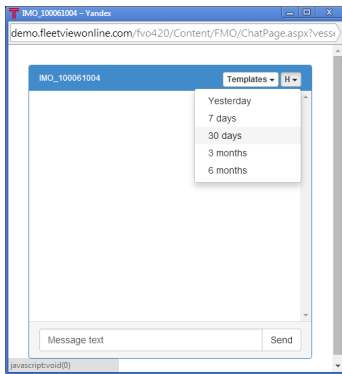 IMO_100061004 – Yandex
demo.fleetviewonline.com/fvo420/Content/FMO/ChatPage.aspx?vesse
IMO_100061004
Templates
H
Yesterday
7 days
30 days
3 months
6 months
Message text
Send
javascript:void(0)